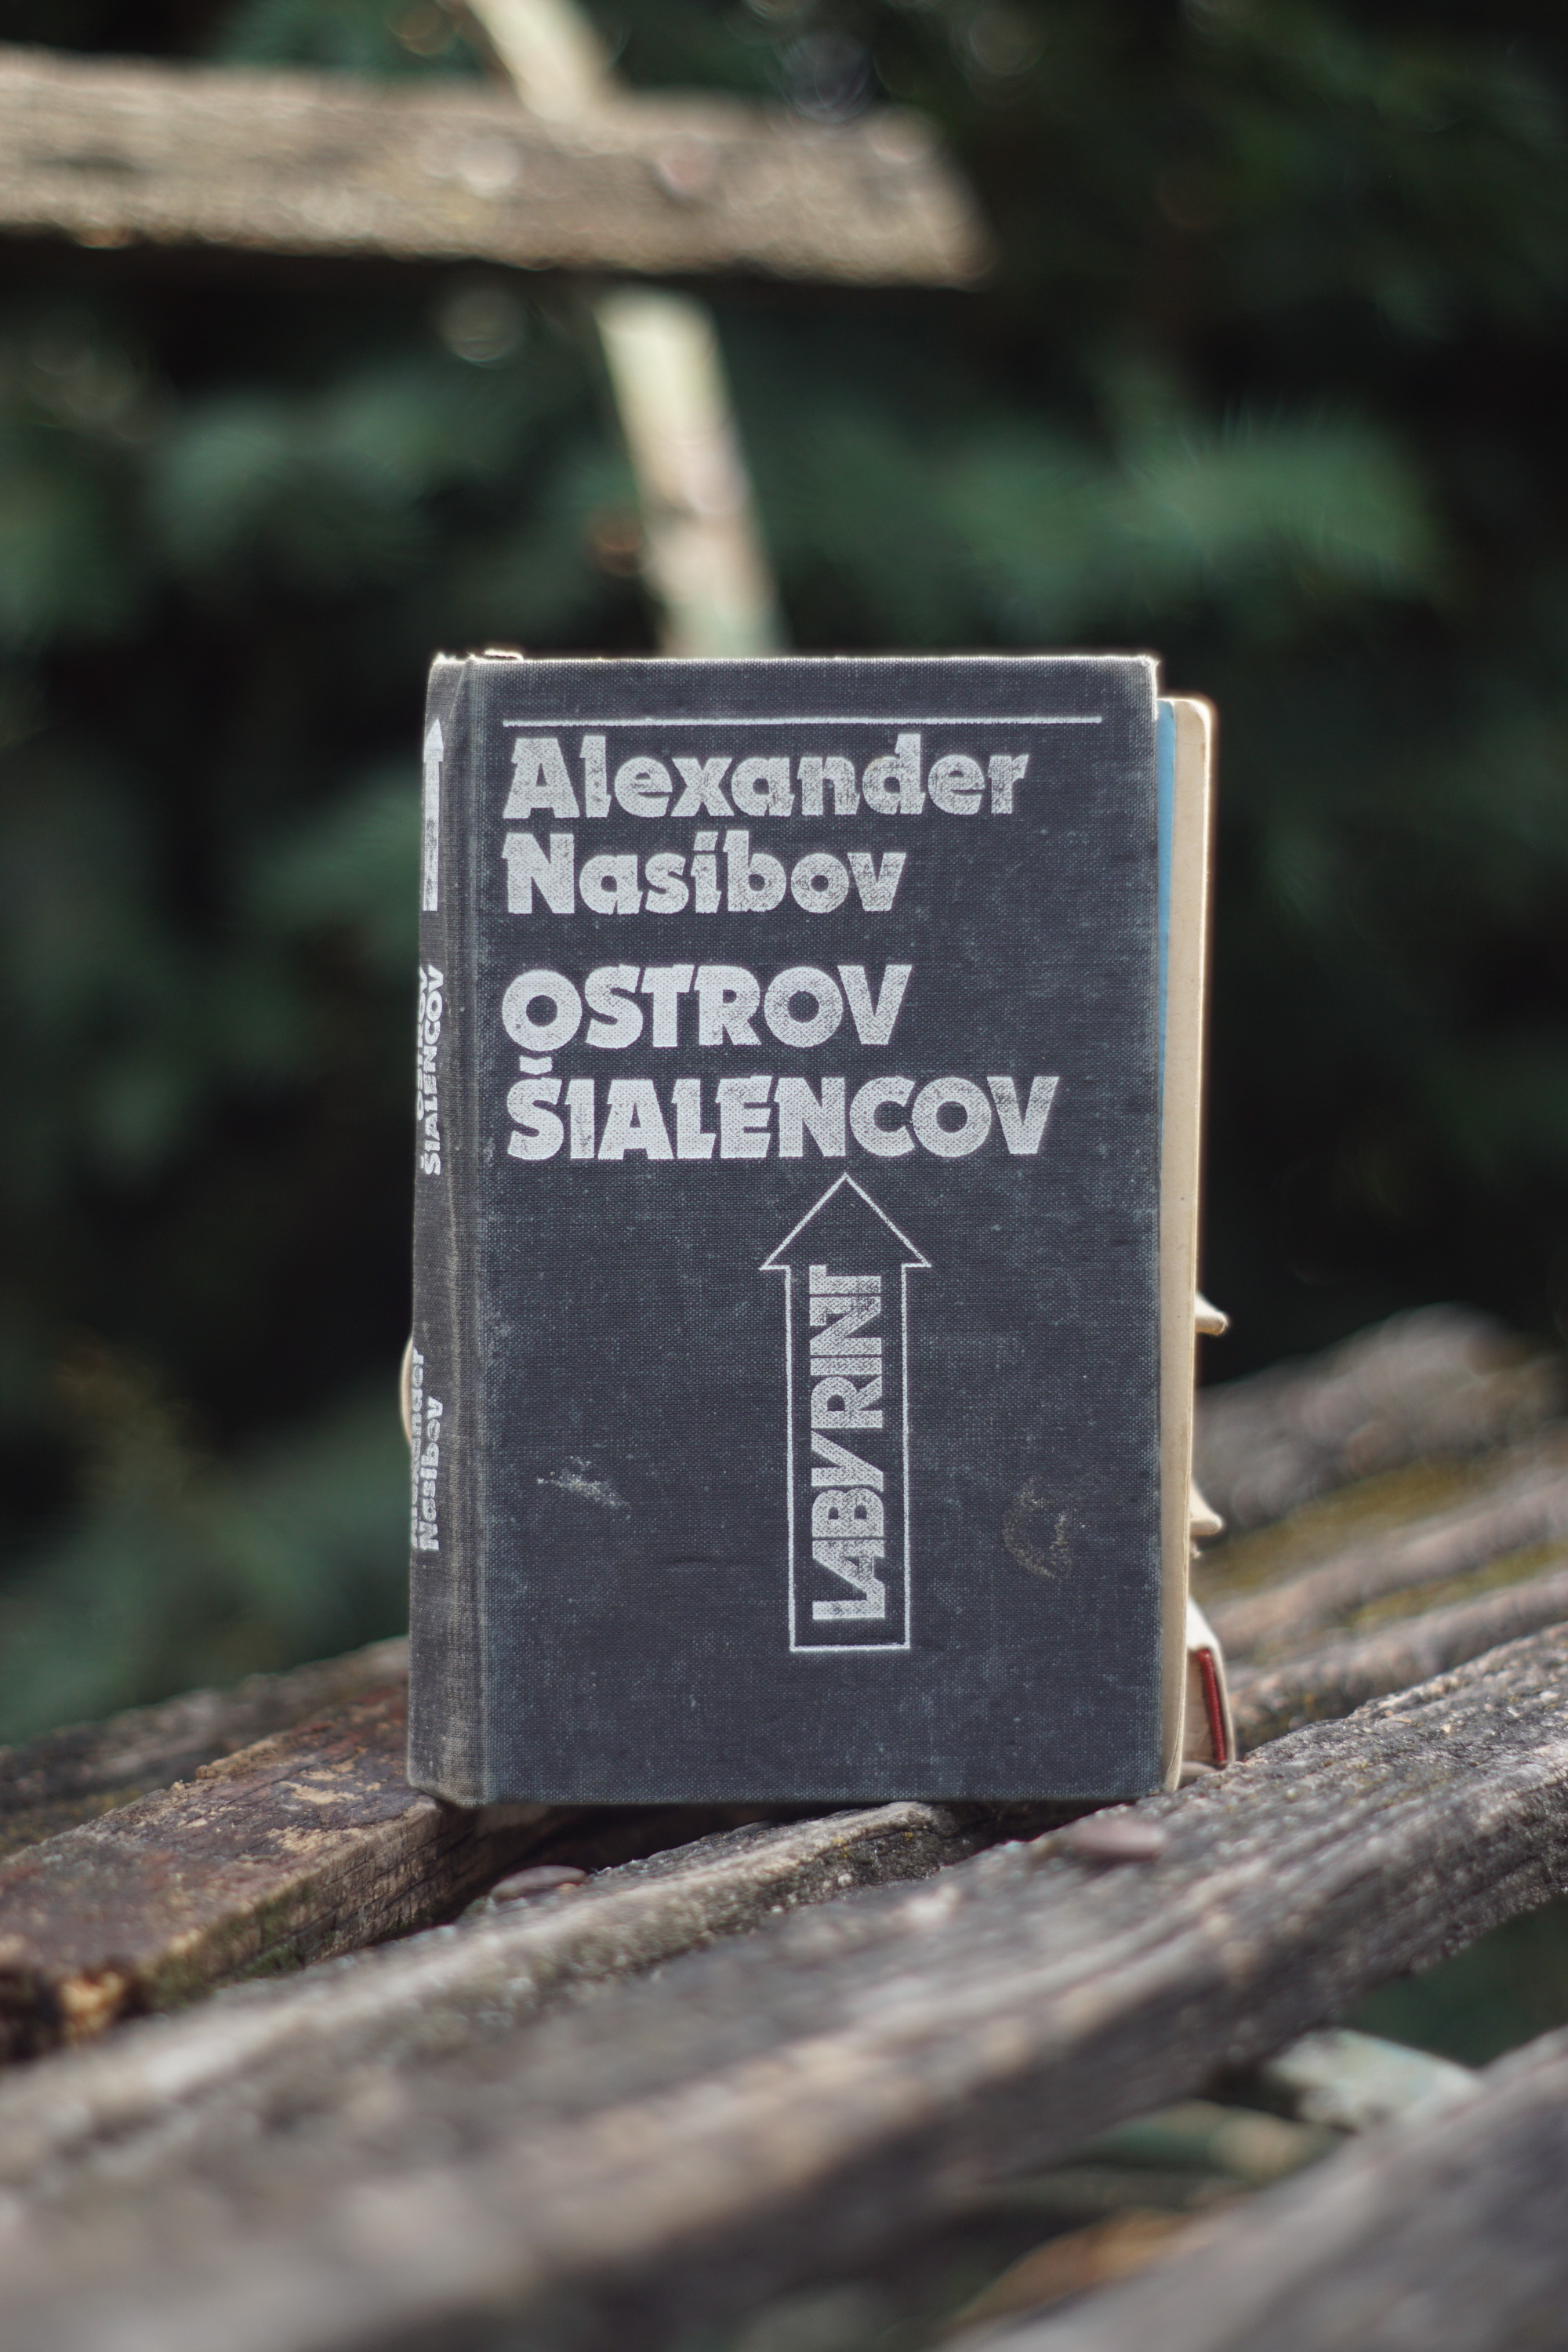 Alexander
Nasibov
OSTROV
ŠIALENCOV
LABYRINT
OSTROV
ŠIALENCOV
Alexander
Nasibov